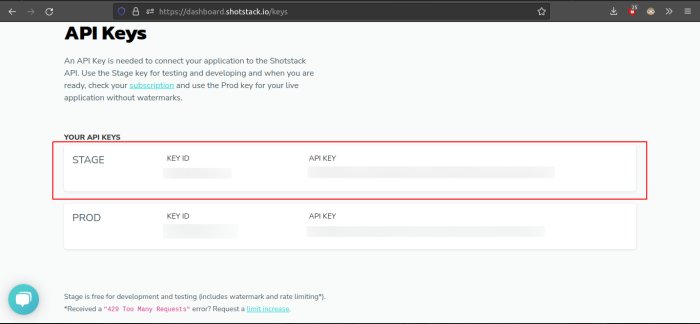 https://dashboard.shotstack.io/keys
25
API Keys
An API Key is needed to connect your application to the Shotstack
API. Use the Stage key for testing and developing and when you are
ready, check your subscription and use the Prod key for your live
application without watermarks.
YOUR API KEYS
STAGE KEY ID API KEY
PROD KEY ID API KEY
Stage is free for development and testing (includes watermark and rate limiting*).
*Received a "429 Too Many Requests" error? Request a limit increase.